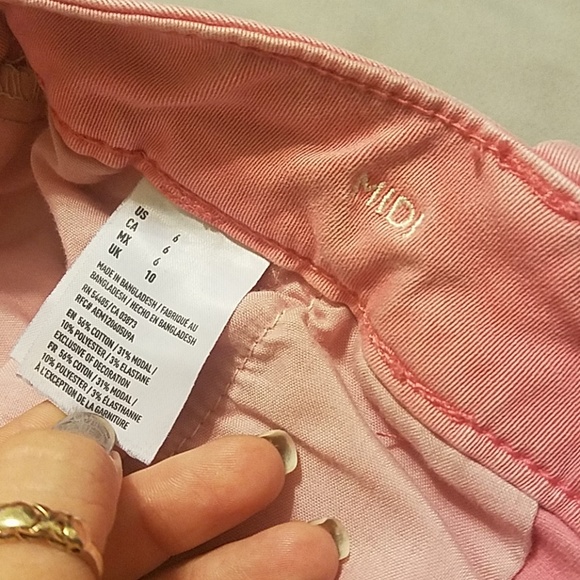 MIDI
US 6
CA 6
MX 6
UK 10
MADE IN BANGLADESH / FABRIQUÉ AU
BANGLADESH / HECHO EN BANGLADESH
RN 54485/CA 03873
RFC# AEM12060SU9A
EN 56% COTTON / 31% MODAL /
10% POLYESTER / 3% ELASTANE
EXCLUSIVE OF DECORATION
FR 56% COTON / 31% MODAL /
10% POLYESTER / 3% ÉLASTHANNE
À L'EXCEPTION DE LA GARNITURE